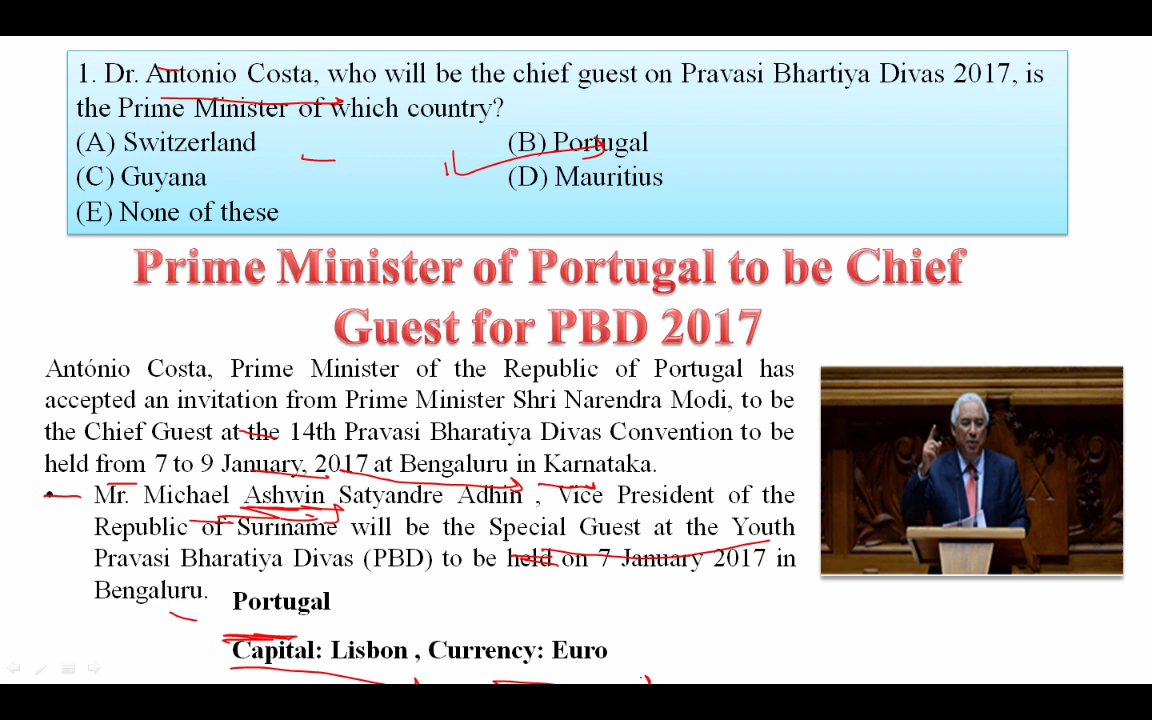 1. Dr. Antonio Costa, who will be the chief guest on Pravasi Bhartiya Divas 2017, is
the Prime Minister of which country?
(A) Switzerland (B) Portugal
(C) Guyana (D) Mauritius
(E) None of these
Prime Minister of Portugal to be Chief
Guest for PBD 2017
António Costa, Prime Minister of the Republic of Portugal has
accepted an invitation from Prime Minister Shri Narendra Modi, to be
the Chief Guest at the 14th Pravasi Bharatiya Divas Convention to be
held from 7 to 9 January, 2017 at Bengaluru in Karnataka.
• Mr. Michael Ashwin Satyandre Adhin , Vice President of the
Republic of Suriname will be the Special Guest at the Youth
Pravasi Bharatiya Divas (PBD) to be held on 7 January 2017 in
Bengaluru.
Portugal
Capital: Lisbon , Currency: Euro